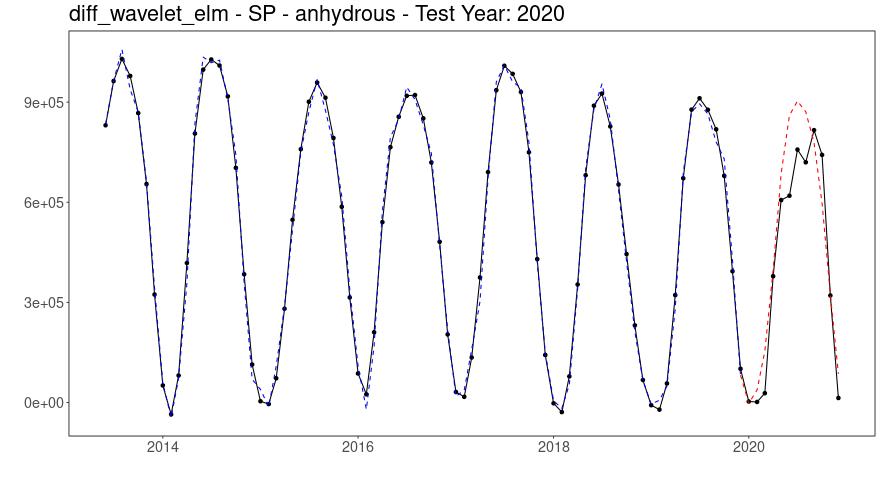 diff_wavelet_elm - SP - anhydrous - Test Year: 2020
9e+05
6e+05
3e+05
0e+00
2014 2016 2018 2020